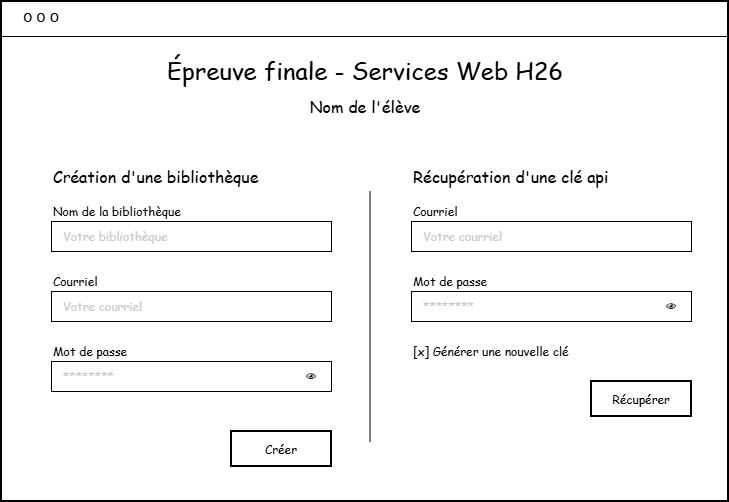 O O O
Épreuve finale - Services Web H26
Nom de l'élève
Création d'une bibliothèque
Nom de la bibliothèque
Votre bibliothèque
Courriel
Votre courriel
Mot de passe
********
Créer
Récupération d'une clé api
Courriel
Votre courriel
Mot de passe
********
[x] Générer une nouvelle clé
Récupérer